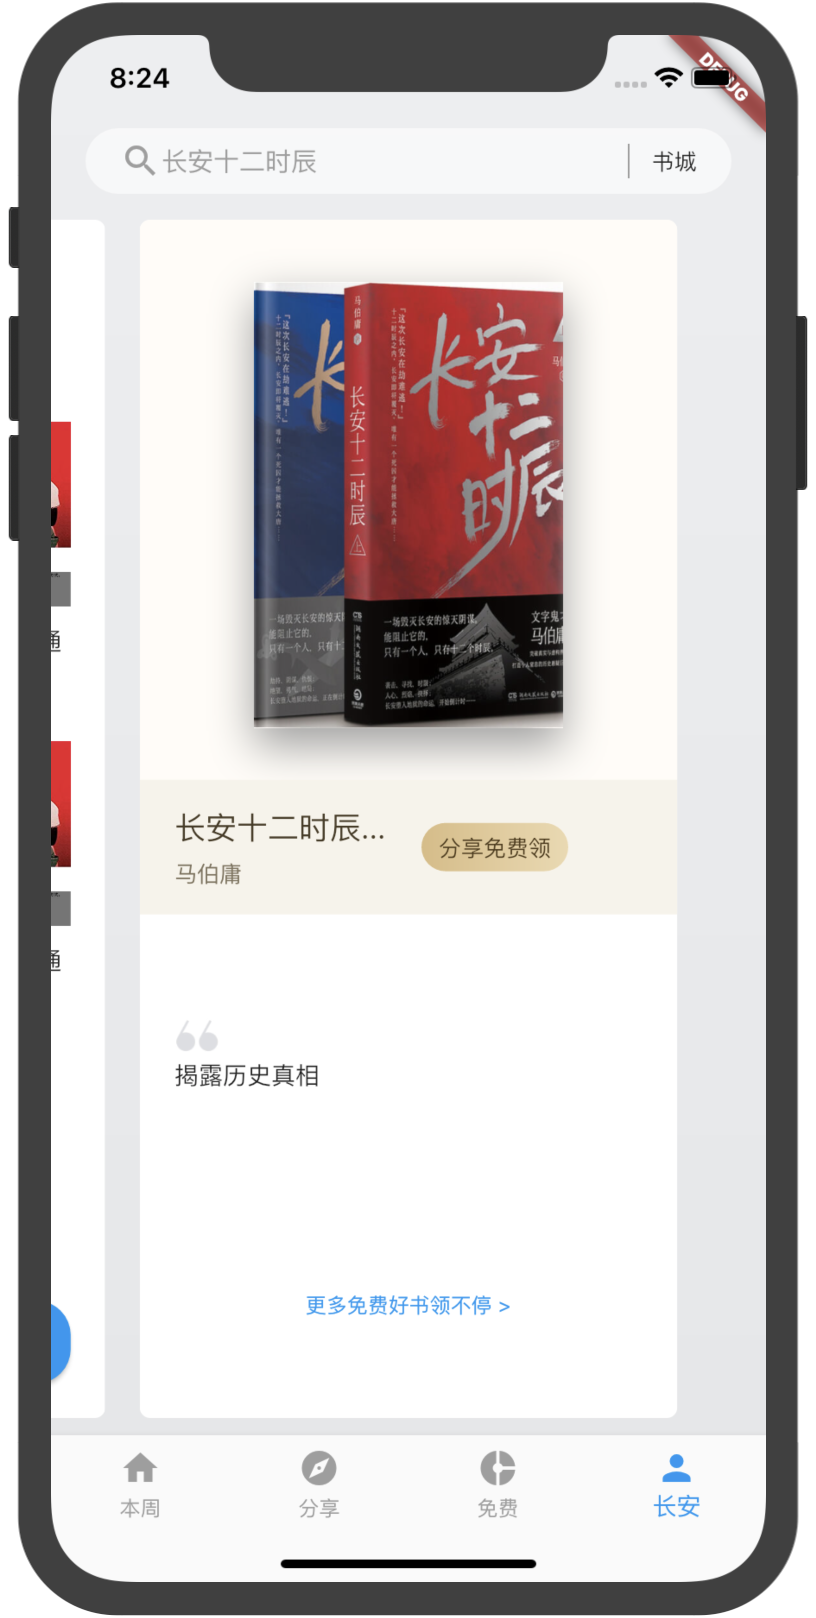 8:24
DEBUG
长安十二时辰
书城
通
通
马伯庸
长安十二时辰
上
「这次长安在劫难逃！」
长
长安
十二
时辰
一场毁灭长安的惊天阴谋,
能阻止它的,
只有一个人, 只有十二个时辰,
文字鬼
马伯庸
长安十二时辰...
马伯庸
分享免费领
揭露历史真相
更多免费好书领不停 >
本周
分享
免费
长安